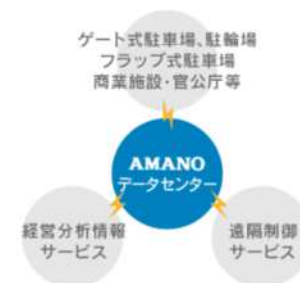 ゲート式駐車場、駐輪場
フラップ式駐車場
商業施設・官公庁等
AMANO
データセンター
経営分析情報
サービス
遠隔制御
サービス